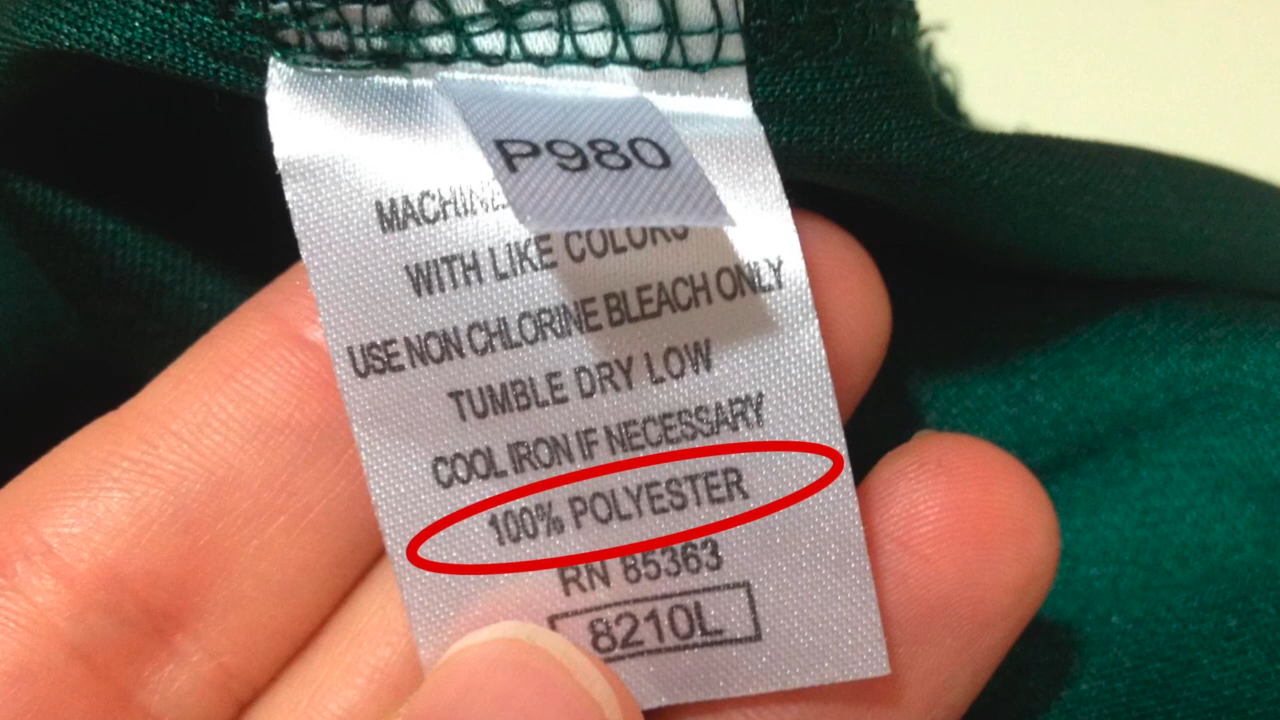 P980
MACHINE
WITH LIKE COLORS
USE NON CHLORINE BLEACH ONLY
TUMBLE DRY LOW
COOL IRON IF NECESSARY
100% POLYESTER
RN 85363
8210L